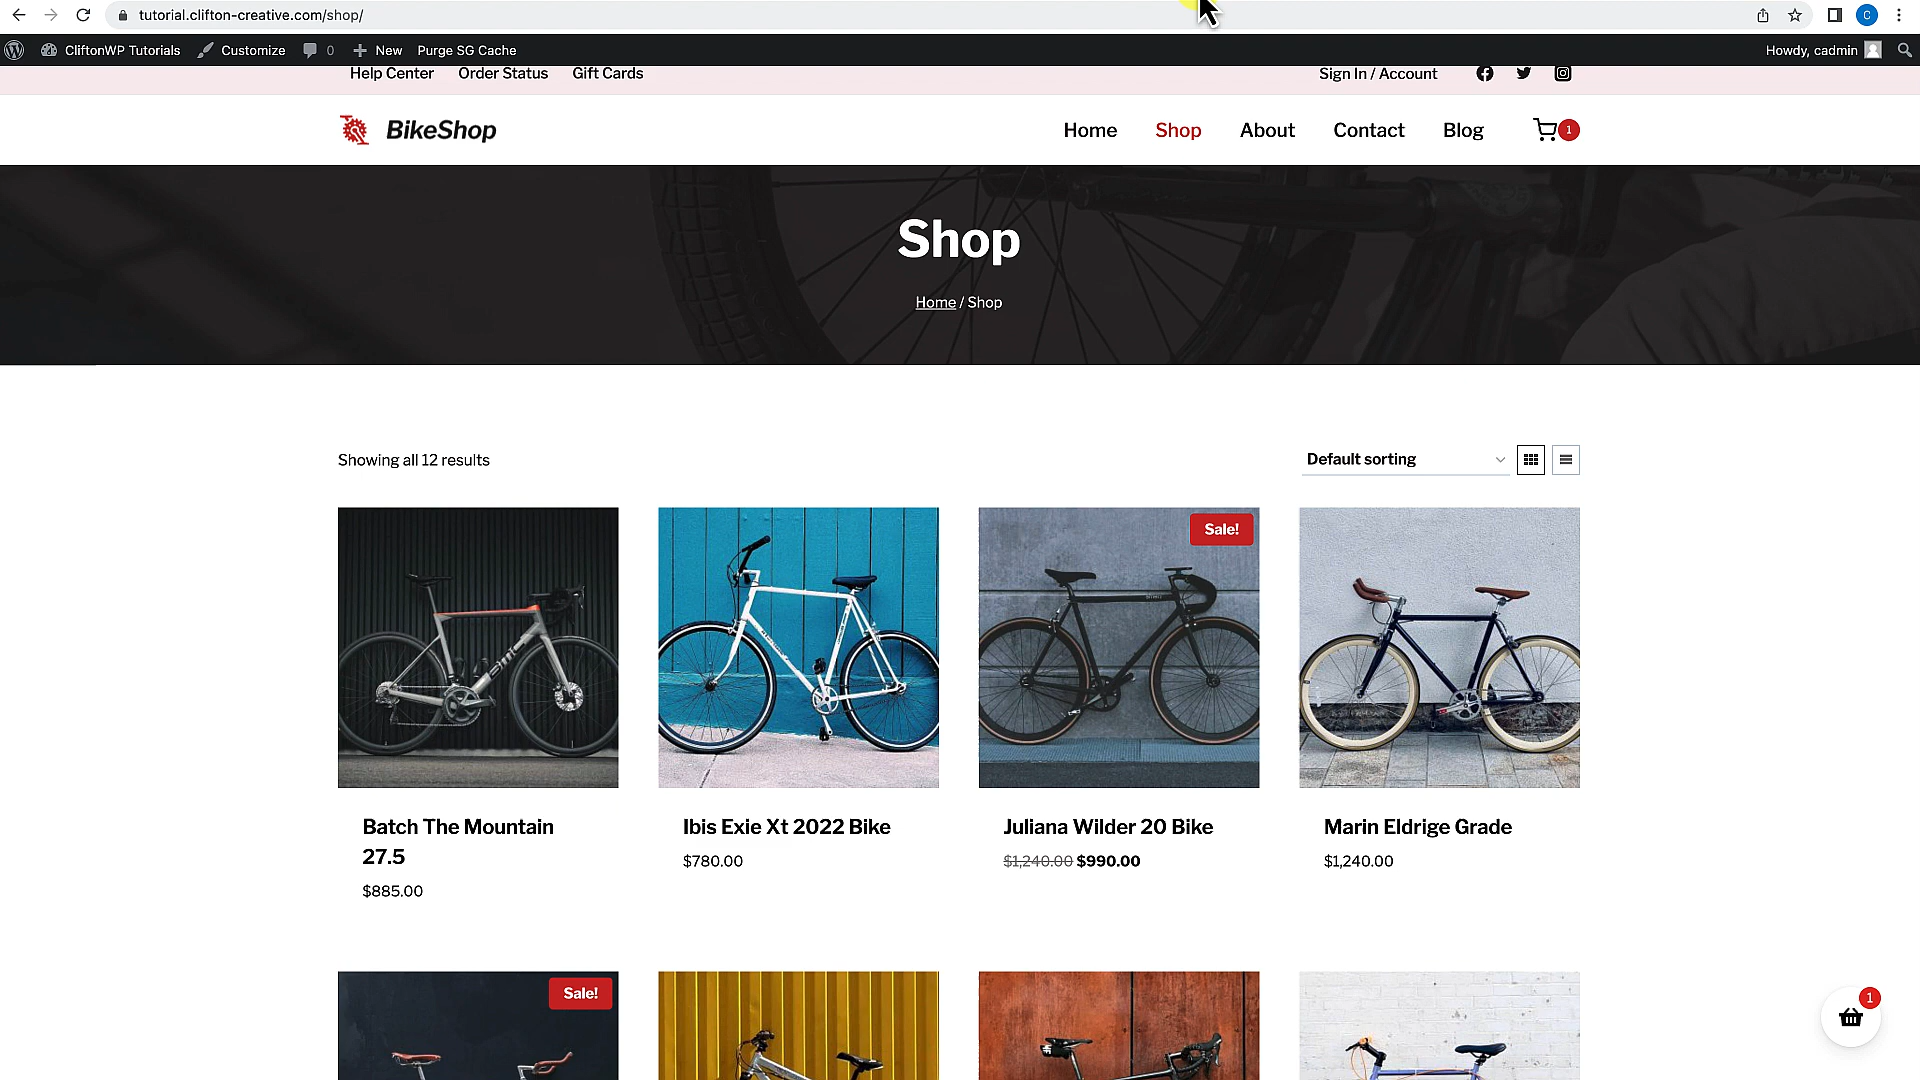 tutorial.clifton-creative.com/shop/
C
CliftonWP Tutorials Customize 0 New Purge SG Cache
Howdy, cadmin
Help Center Order Status Gift Cards
Sign In / Account
BikeShop
Home Shop About Contact Blog 1
Shop
Home / Shop
Showing all 12 results
Default sorting
Sale!
BMC
Batch The Mountain
27.5
$885.00
Ibis Exie Xt 2022 Bike
$780.00
Juliana Wilder 20 Bike
$1,240.00 $990.00
Marin Eldrige Grade
$1,240.00
Sale!
1